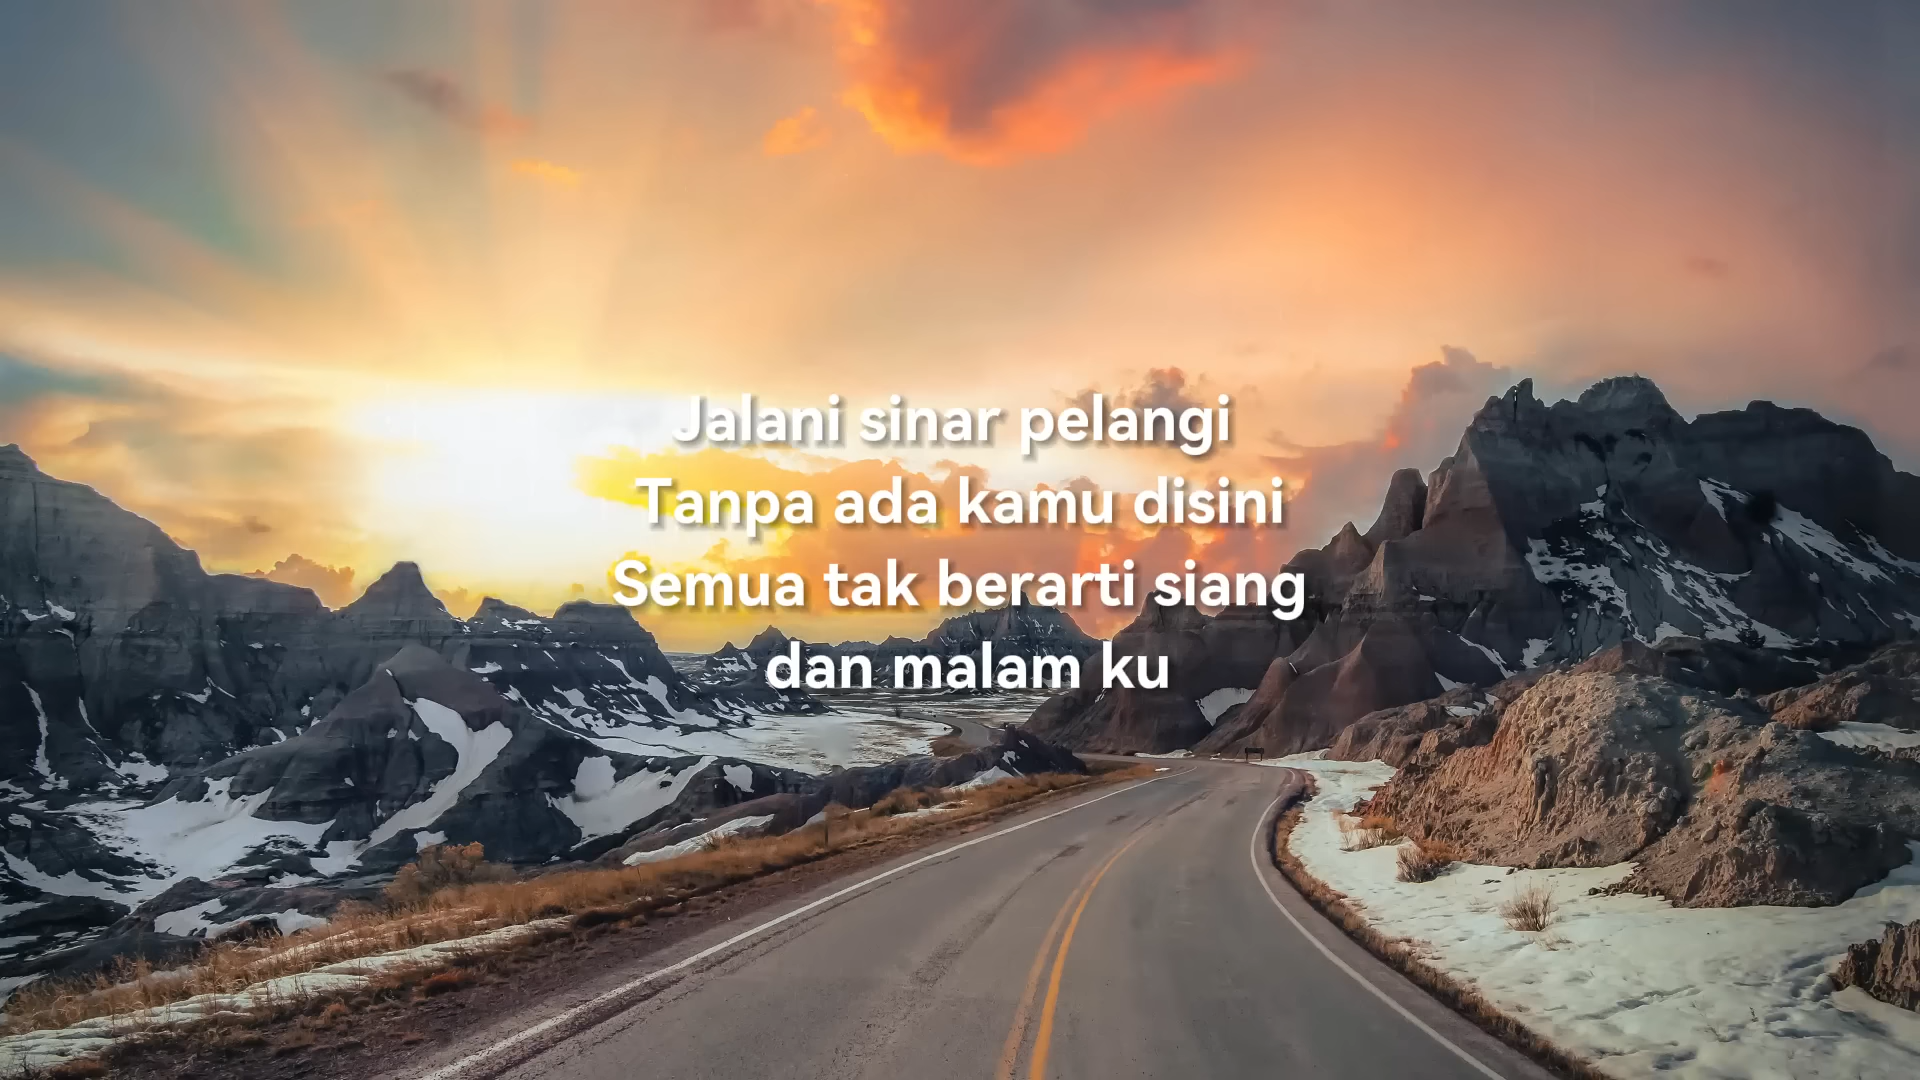 Jalani sinar pelangi
Tanpa ada kamu disini
Semua tak berarti siang
dan malam ku